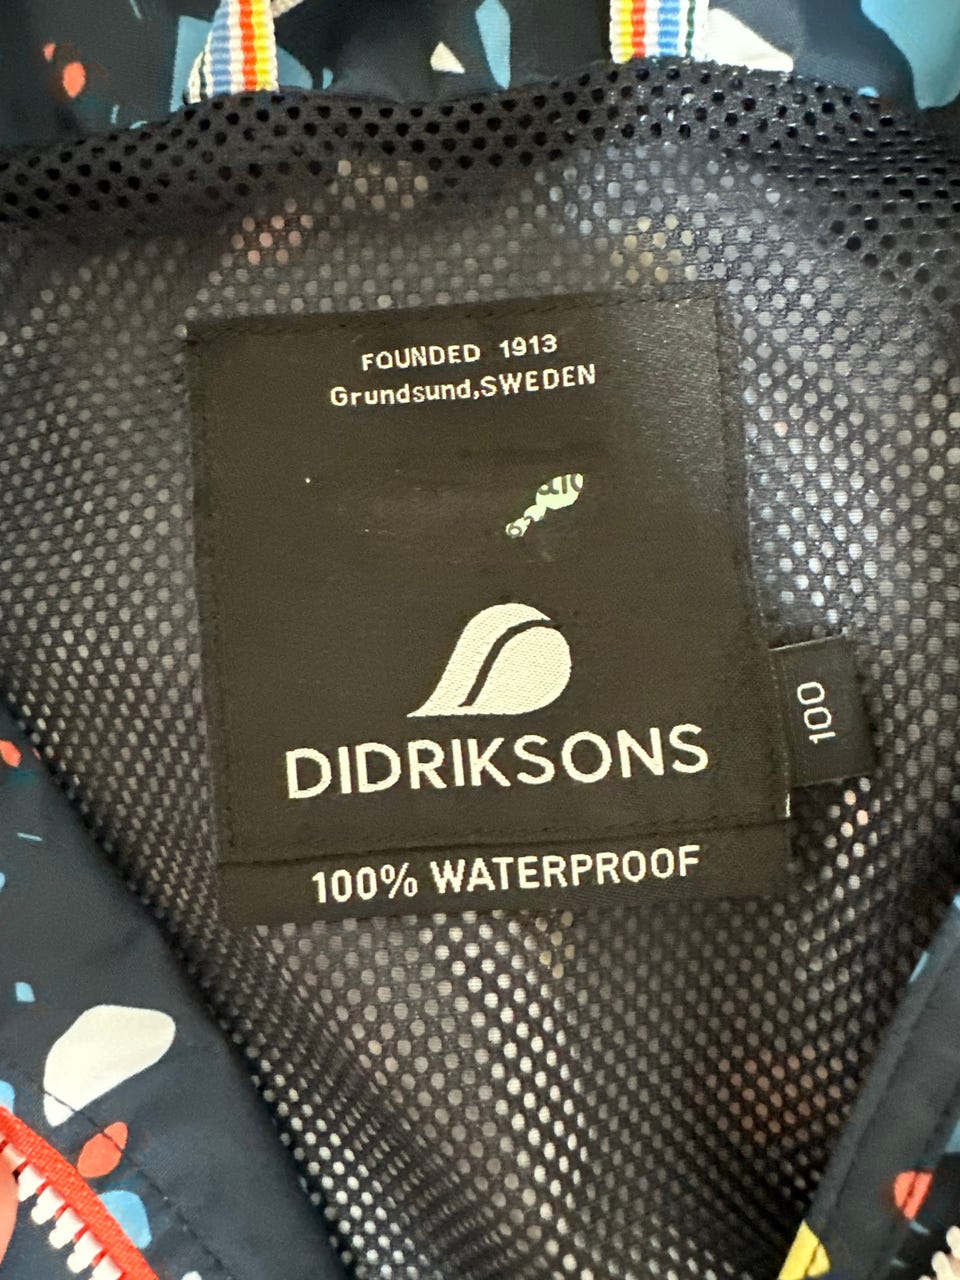 FOUNDED 1913
Grundsund,SWEDEN
DIDRIKSONS
100% WATERPROOF
100